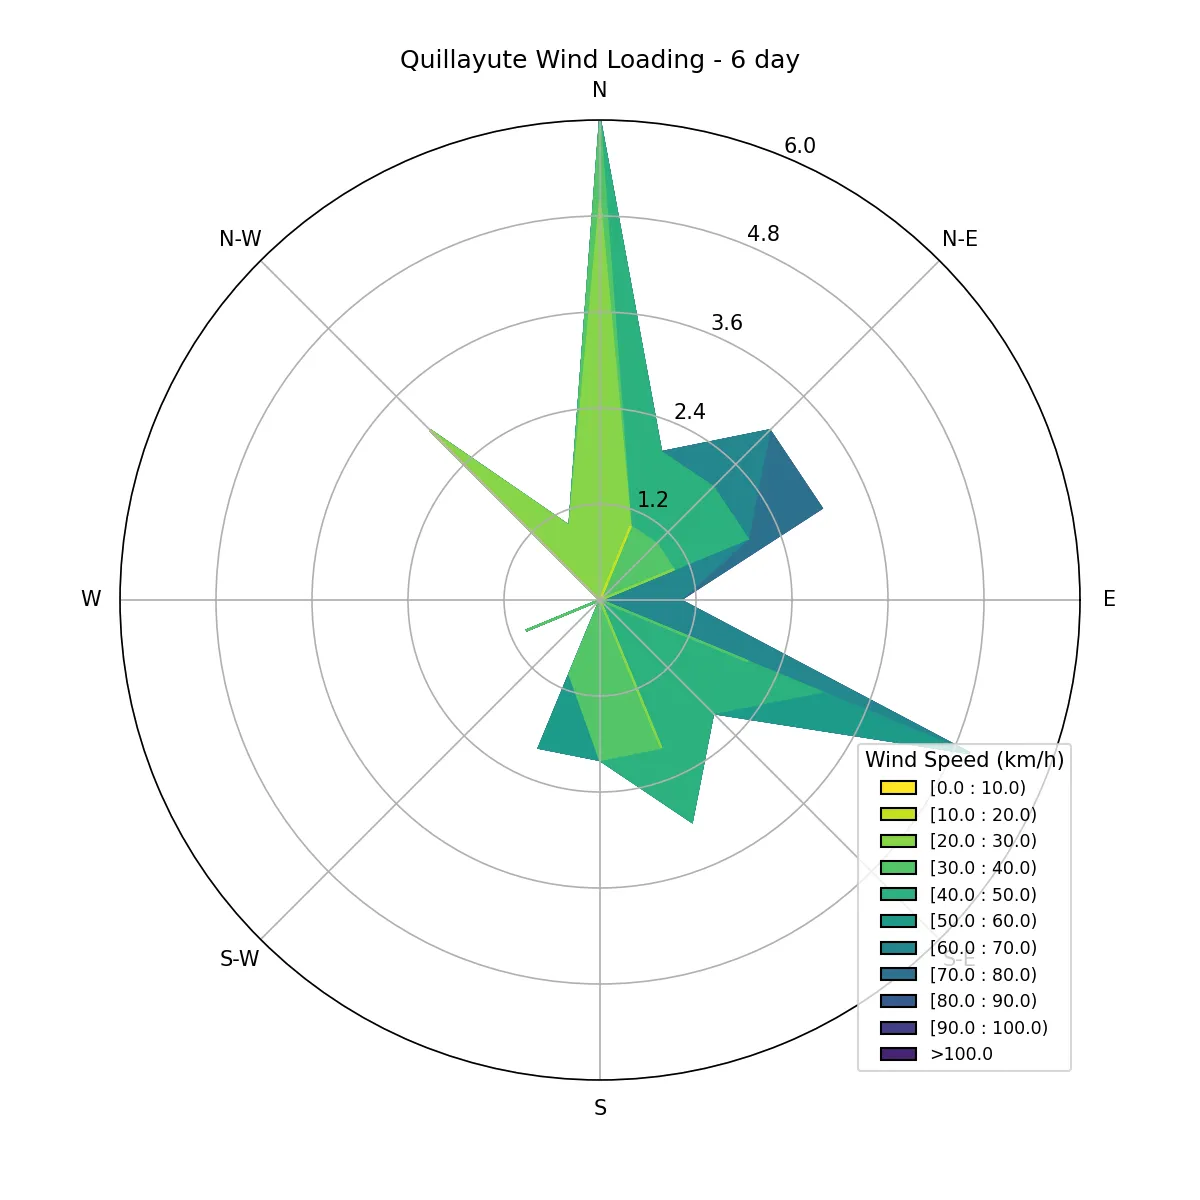 Quillayute Wind Loading - 6 day
N
6.0
N-W
4.8
N-E
3.6
2.4
1.2
W
E
Wind Speed (km/h)
[0.0 : 10.0)
[10.0 : 20.0)
[20.0 : 30.0)
[30.0 : 40.0)
[40.0 : 50.0)
[50.0 : 60.0)
[60.0 : 70.0)
[70.0 : 80.0)
[80.0 : 90.0)
[90.0 : 100.0)
>100.0
S-W
S-E
S